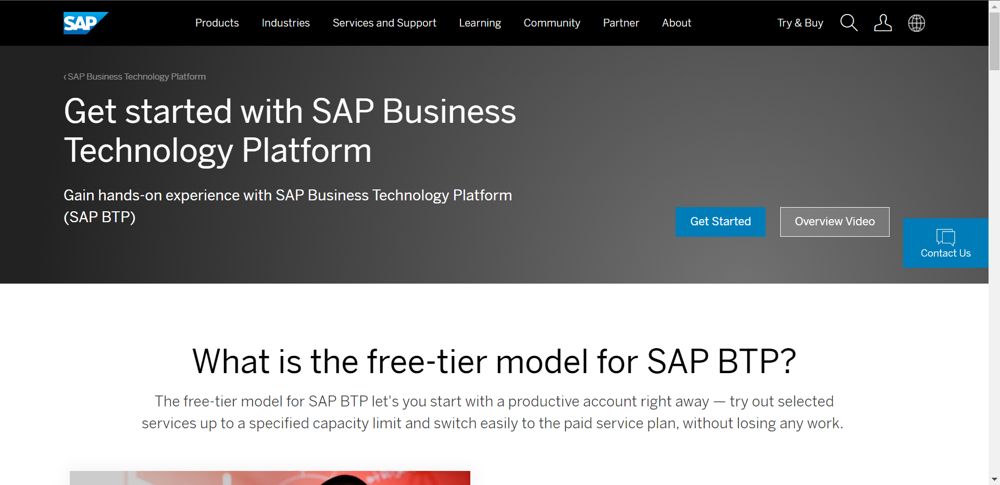 SAP
Products Industries Services and Support Learning Community Partner About Try & Buy
‹ SAP Business Technology Platform
Get started with SAP Business
Technology Platform
Gain hands-on experience with SAP Business Technology Platform
(SAP BTP)
Get Started Overview Video
Contact Us
What is the free-tier model for SAP BTP?
The free-tier model for SAP BTP let's you start with a productive account right away — try out selected
services up to a specified capacity limit and switch easily to the paid service plan, without losing any work.